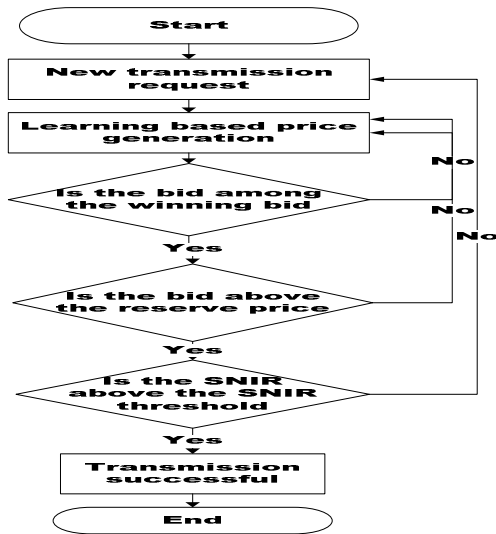 Start
New transmission
request
Learning based price
generation
No
Is the bid among
the winning bid
No
No
Yes
Is the bid above
the reserve price
Yes
Is the SNIR
above the SNIR
threshold
Yes
Transmission
successful
End